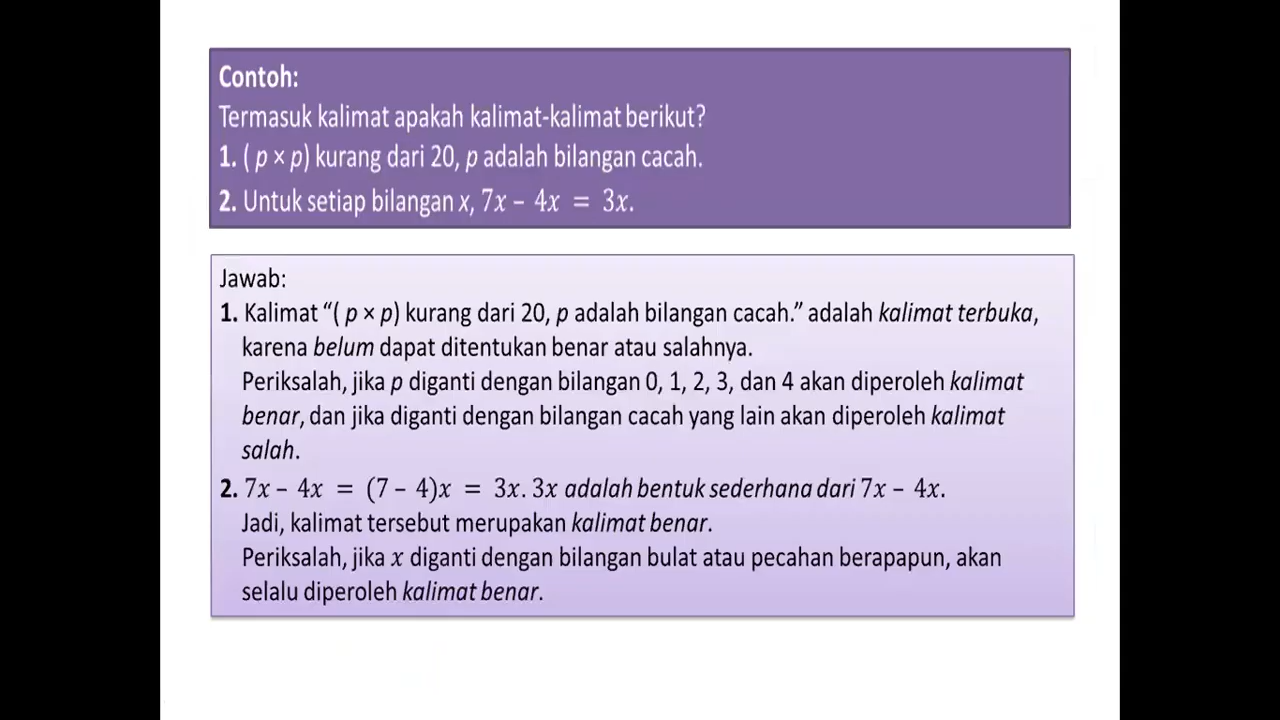 Contoh:
Termasuk kalimat apakah kalimat-kalimat berikut?
1. ( p × p) kurang dari 20, p adalah bilangan cacah.
2. Untuk setiap bilangan x, 7x – 4x = 3x.
Jawab:
1. Kalimat “( p × p) kurang dari 20, p adalah bilangan cacah.” adalah kalimat terbuka,
karena belum dapat ditentukan benar atau salahnya.
Periksalah, jika p diganti dengan bilangan 0, 1, 2, 3, dan 4 akan diperoleh kalimat
benar, dan jika diganti dengan bilangan cacah yang lain akan diperoleh kalimat
salah.
2. 7x – 4x = (7 – 4)x = 3x. 3x adalah bentuk sederhana dari 7x – 4x.
Jadi, kalimat tersebut merupakan kalimat benar.
Periksalah, jika x diganti dengan bilangan bulat atau pecahan berapapun, akan
selalu diperoleh kalimat benar.